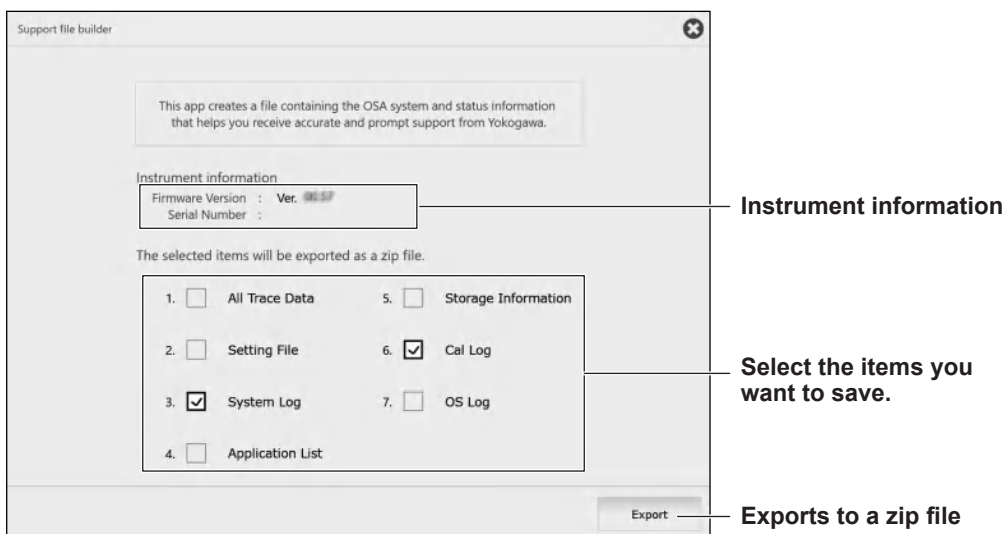 Support file builder
This app creates a file containing the OSA system and status information
that helps you receive accurate and prompt support from Yokogawa.
Instrument information
Firmware Version : Ver.
Serial Number :
Instrument information
The selected items will be exported as a zip file.
1. All Trace Data
5. Storage Information
2. Setting File
6. Cal Log
3. System Log
7. OS Log
4. Application List
Select the items you
want to save.
Export
Exports to a zip file